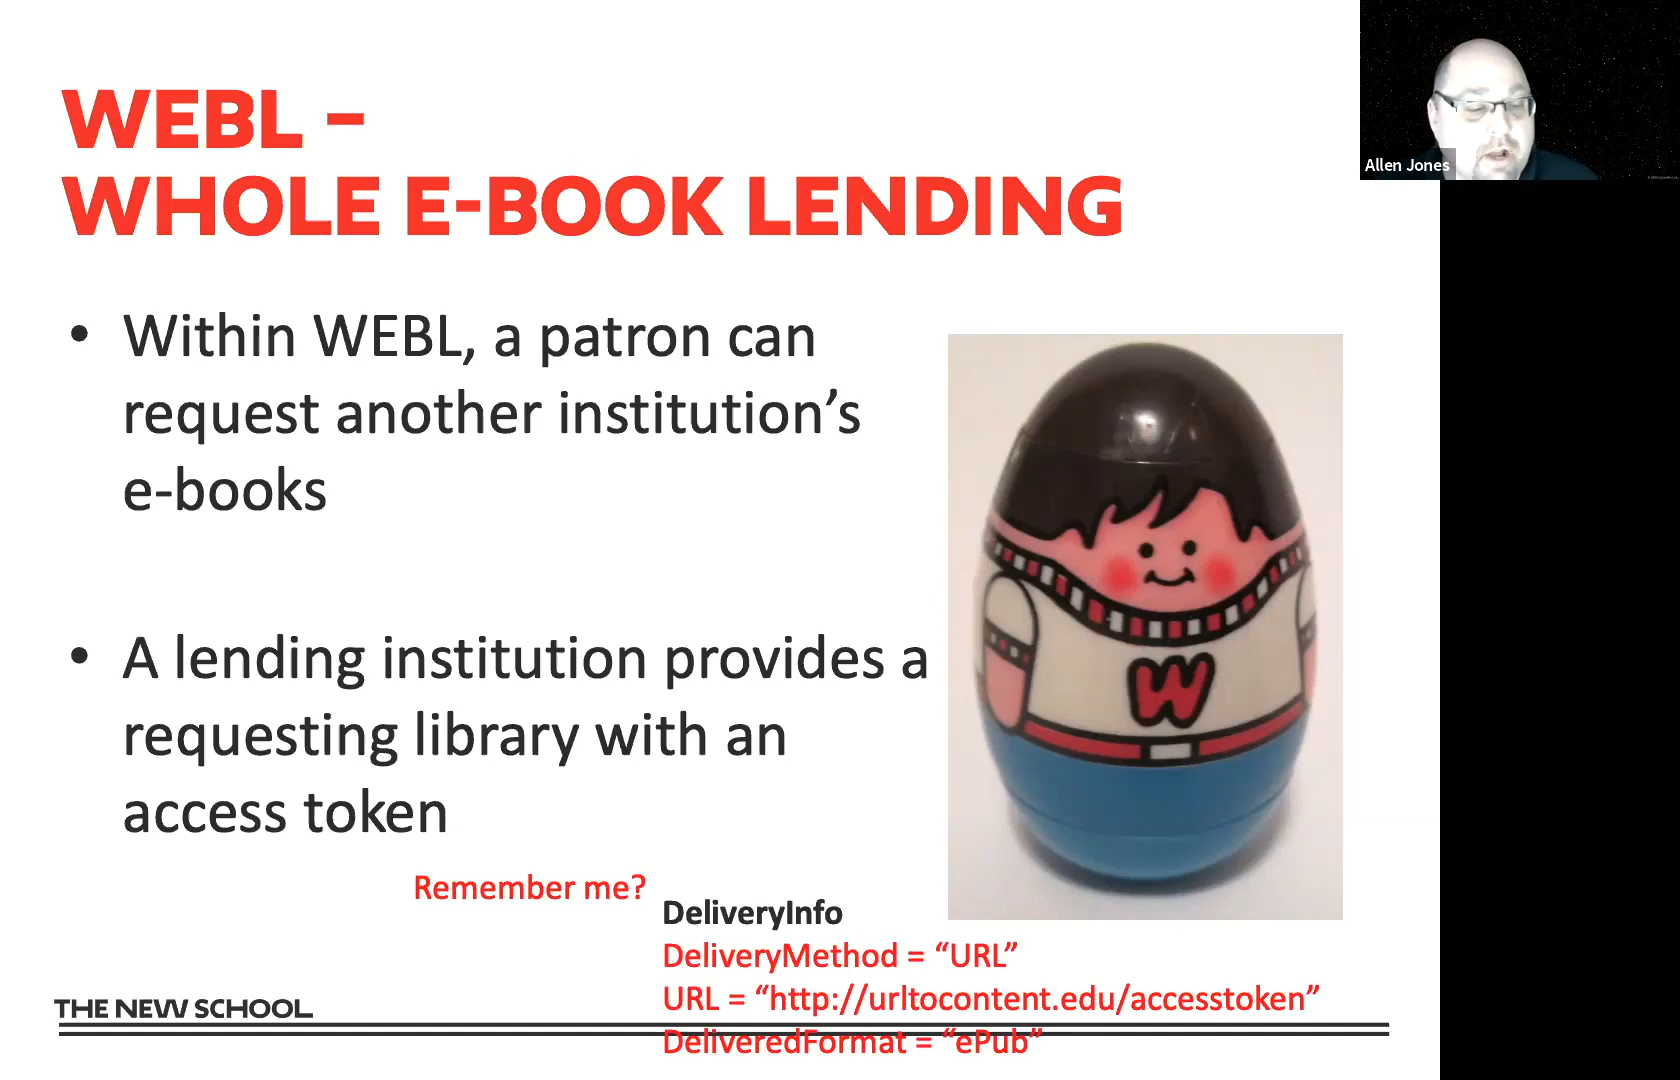 WEBL –
WHOLE E-BOOK LENDING
• Within WEBL, a patron can
request another institution’s
e-books
• A lending institution provides a
requesting library with an
access token
W
Remember me?
DeliveryInfo
DeliveryMethod = “URL”
URL = “http://urltocontent.edu/accesstoken”
DeliveredFormat = “ePub”
THE NEW SCHOOL
Allen Jones